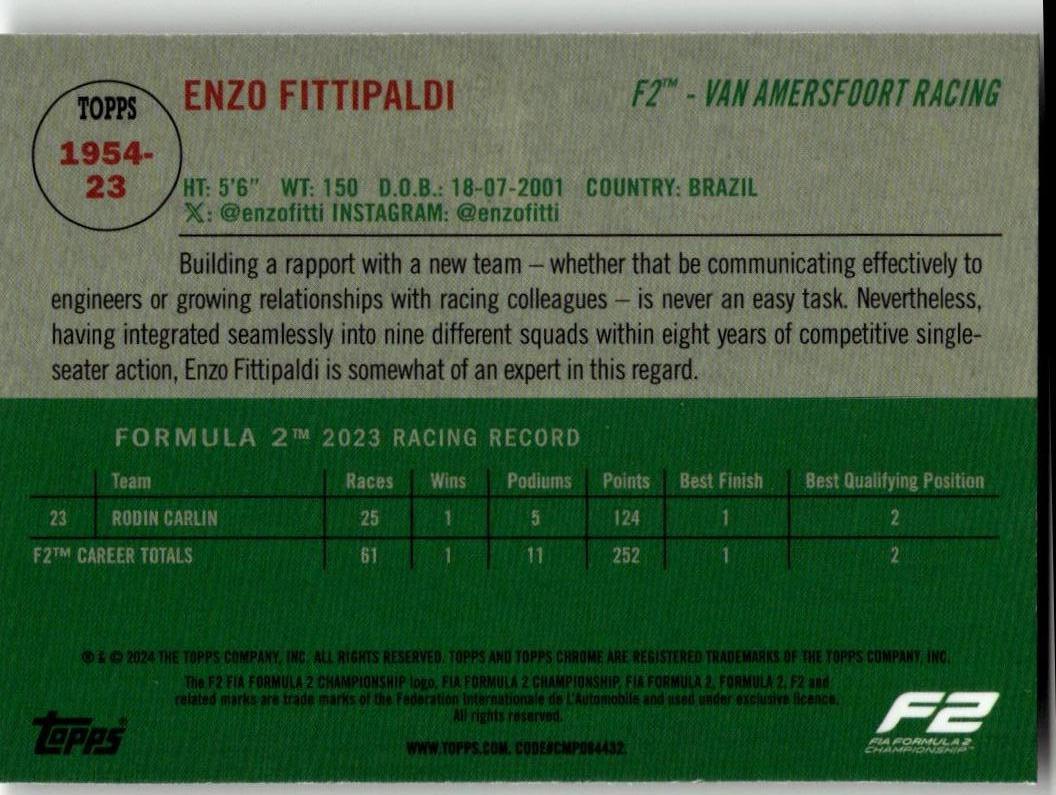 TOPPS
1954-
23
ENZO FITTIPALDI
F2™ - VAN AMERSFOORT RACING
HT: 5'6" WT: 150 D.O.B.: 18-07-2001 COUNTRY: BRAZIL
𝕏: @enzofitti INSTAGRAM: @enzofitti
Building a rapport with a new team – whether that be communicating effectively to
engineers or growing relationships with racing colleagues – is never an easy task. Nevertheless,
having integrated seamlessly into nine different squads within eight years of competitive single-
seater action, Enzo Fittipaldi is somewhat of an expert in this regard.
FORMULA 2™ 2023 RACING RECORD
Team Races Wins Podiums Points Best Finish Best Qualifying Position
23 RODIN CARLIN 25 1 5 124 1 2
F2™ CAREER TOTALS 61 1 11 252 1 2
® & © 2024 THE TOPPS COMPANY, INC. ALL RIGHTS RESERVED. TOPPS AND TOPPS CHROME ARE REGISTERED TRADEMARKS OF THE TOPPS COMPANY, INC.
The F2 FIA FORMULA 2 CHAMPIONSHIP logo, FIA FORMULA 2 CHAMPIONSHIP, FIA FORMULA 2, FORMULA 2, F2 and
related marks are trade marks of the Federation Internationale de L'Automobile and used under exclusive licence.
All rights reserved.
WWW.TOPPS.COM. CODE#CMP084432
Topps®
F2
FIA FORMULA 2
CHAMPIONSHIP™